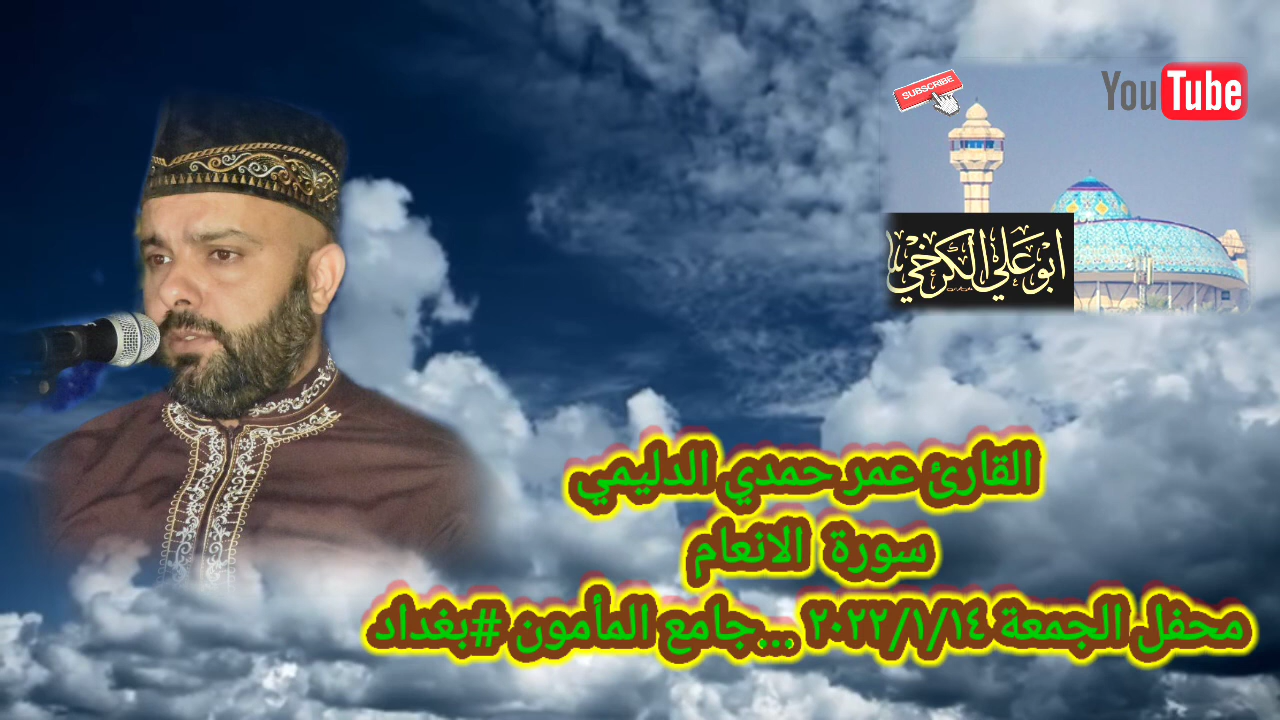 YouTube
SUBSCRIBE
ابو علي الكرخي
القارئ عمر حمدي الدليمي
سورة الانعام
محفل الجمعة ٢٠٢٢/١/١٤ ...جامع المأمون #بغداد